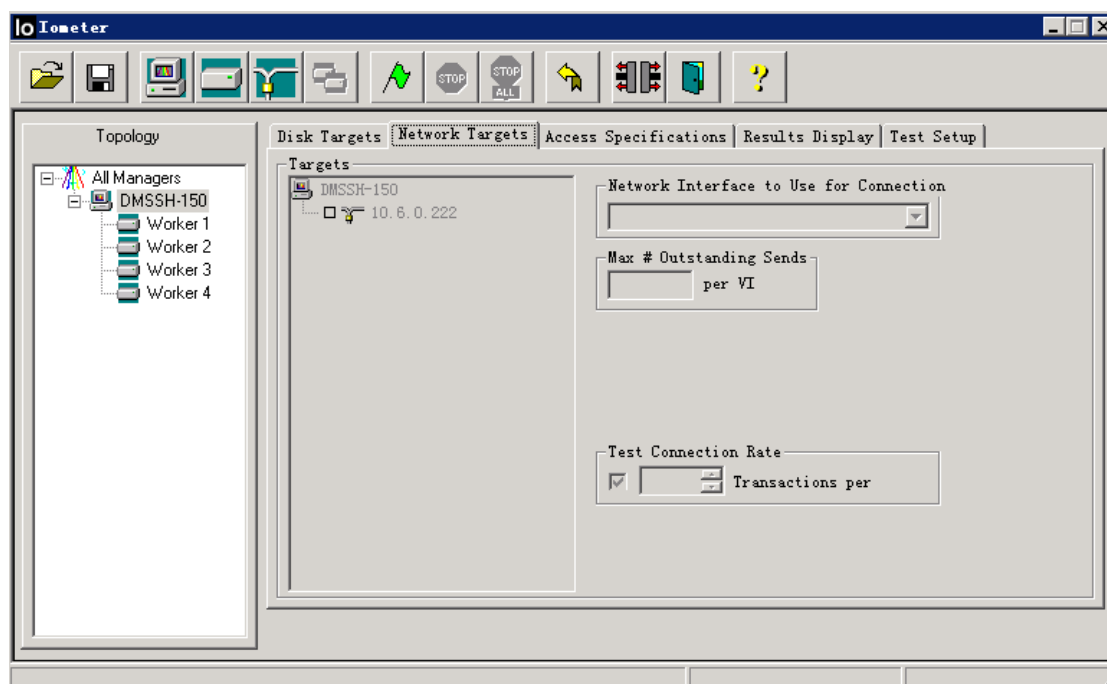 Iometer
STOP
STOP
ALL
Topology
All Managers
DMSSH-150
Worker 1
Worker 2
Worker 3
Worker 4
Disk Targets Network Targets Access Specifications Results Display Test Setup
Targets
DMSSH-150
10.6.0.222
Network Interface to Use for Connection
Max # Outstanding Sends
per VI
Test Connection Rate
Transactions per